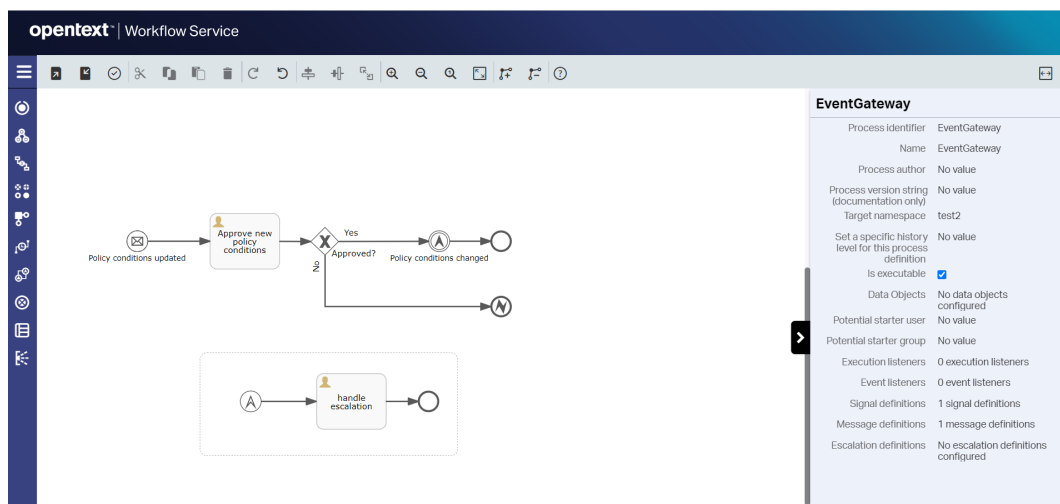 opentext™ | Workflow Service
EventGateway
Process identifier EventGateway
Name EventGateway
Process author No value
Process version string No value
(documentation only)
Target namespace test2
Set a specific history No value
level for this process
definition
Is executable
Data Objects No data objects
configured
Potential starter user No value
Potential starter group No value
Execution listeners 0 execution listeners
Event listeners 0 event listeners
Signal definitions 1 signal definitions
Message definitions 1 message definitions
Escalation definitions No escalation definitions
configured
Policy conditions updated
Approve new
policy
conditions
Yes
Approved?
No
Policy conditions changed
handle
escalation